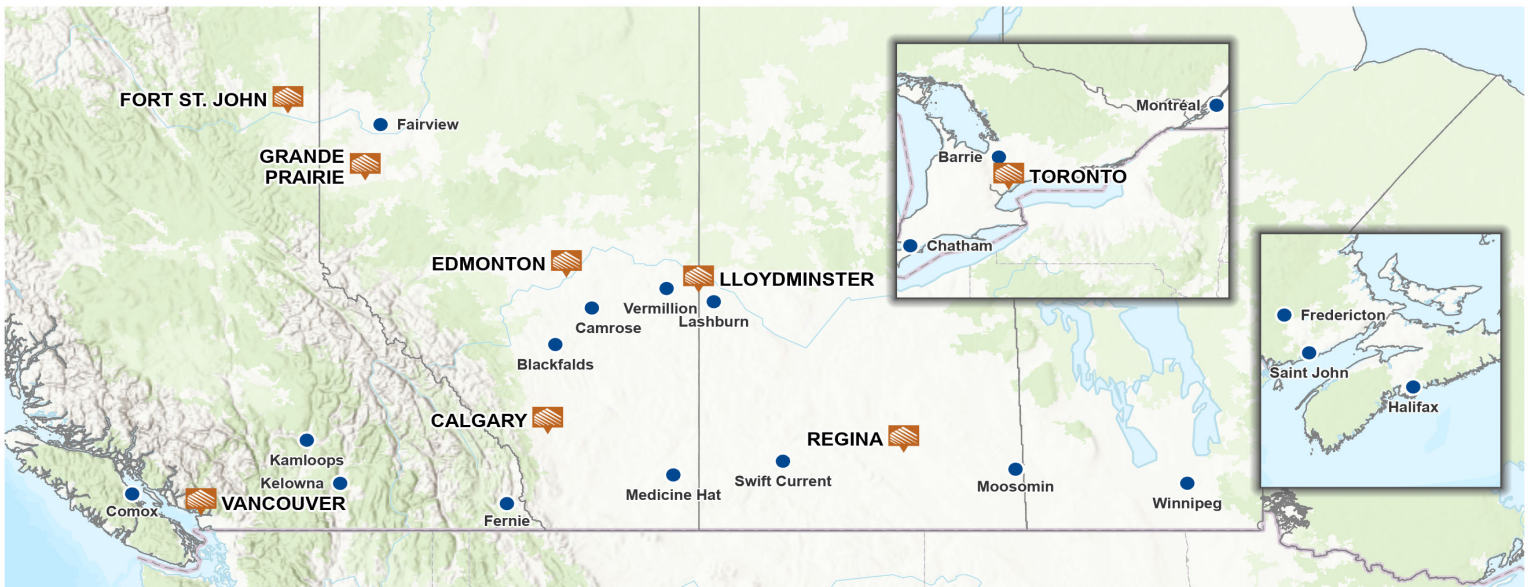 FORT ST. JOHN
Fairview
GRANDE
PRAIRIE
EDMONTON
LLOYDMINSTER
Vermillion
Lashburn
Camrose
Blackfalds
CALGARY
REGINA
Kamloops
Kelowna
VANCOUVER
Comox
Fernie
Medicine Hat
Swift Current
Moosomin
Winnipeg
Montréal
Barrie
TORONTO
Chatham
Fredericton
Saint John
Halifax